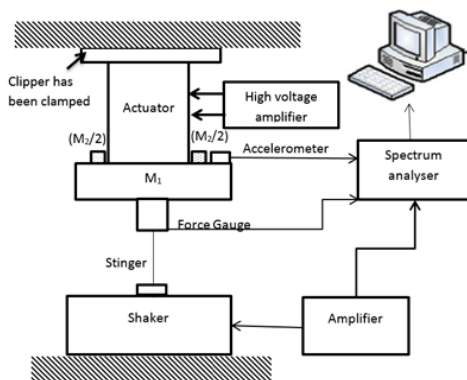 Clipper has
been clamped
Actuator
High voltage
amplifier
(M₂/2)
(M₂/2)
Accelerometer
Spectrum
analyser
M₁
Force Gauge
Stinger
Shaker
Amplifier